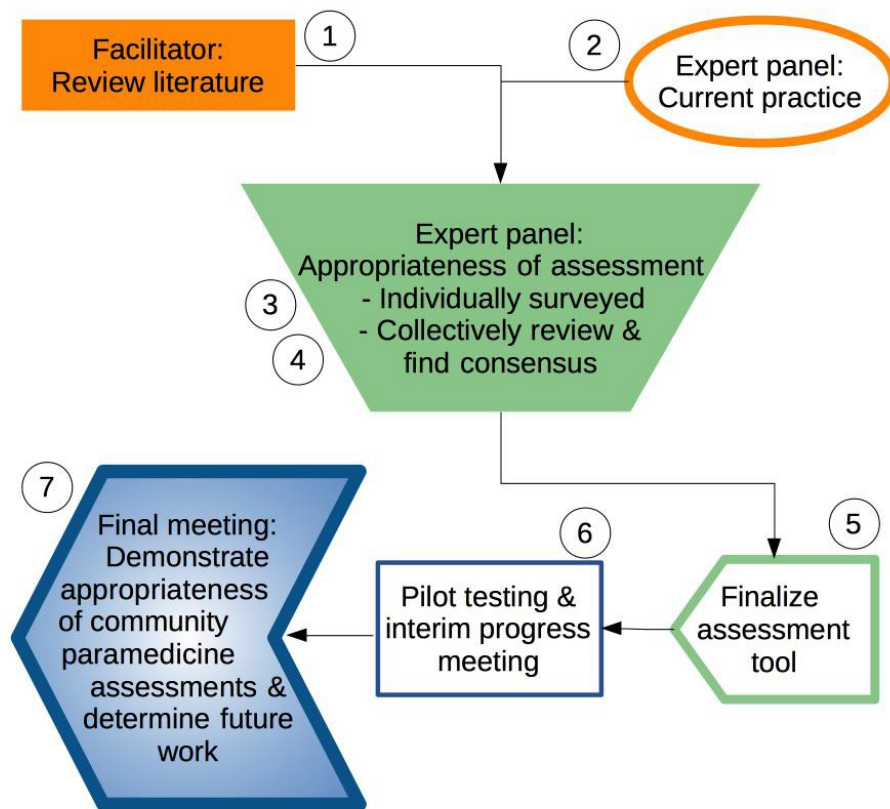 1
Facilitator:
Review literature
2
Expert panel:
Current practice
Expert panel:
Appropriateness of assessment
- Individually surveyed
- Collectively review &
find consensus
3
4
5
Finalize
assessment
tool
6
Pilot testing &
interim progress
meeting
7
Final meeting:
Demonstrate
appropriateness
of community
paramedicine
assessments &
determine future
work